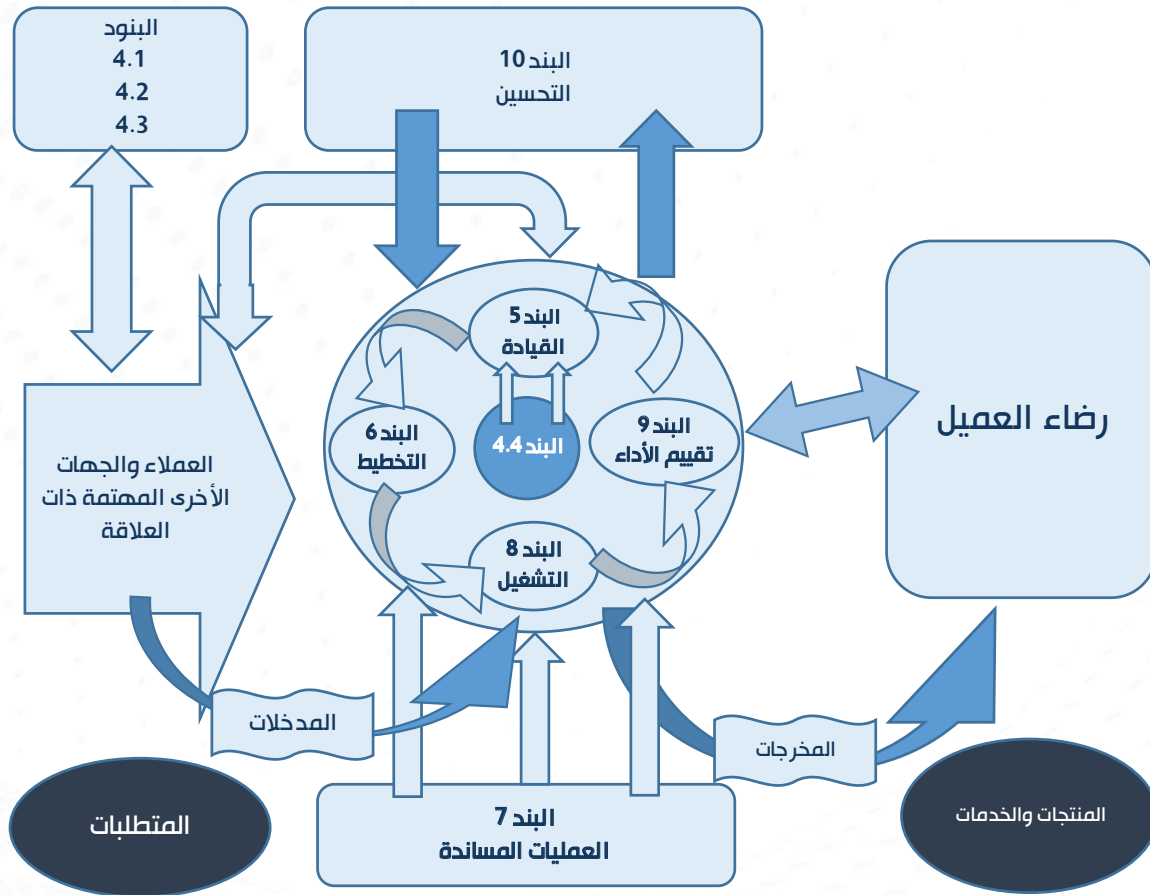 البنود
4.1
4.2
4.3
البند 10
التحسين
البند 5
القيادة
البند 6
التخطيط
البند 4.4
البند 9
تقييم الأداء
البند 8
التشغيل
رضاء العميل
العملاء والجهات
الأخرى المهتمة ذات
العلاقة
المدخلات
المخرجات
المتطلبات
البند 7
العمليات المساندة
المنتجات والخدمات